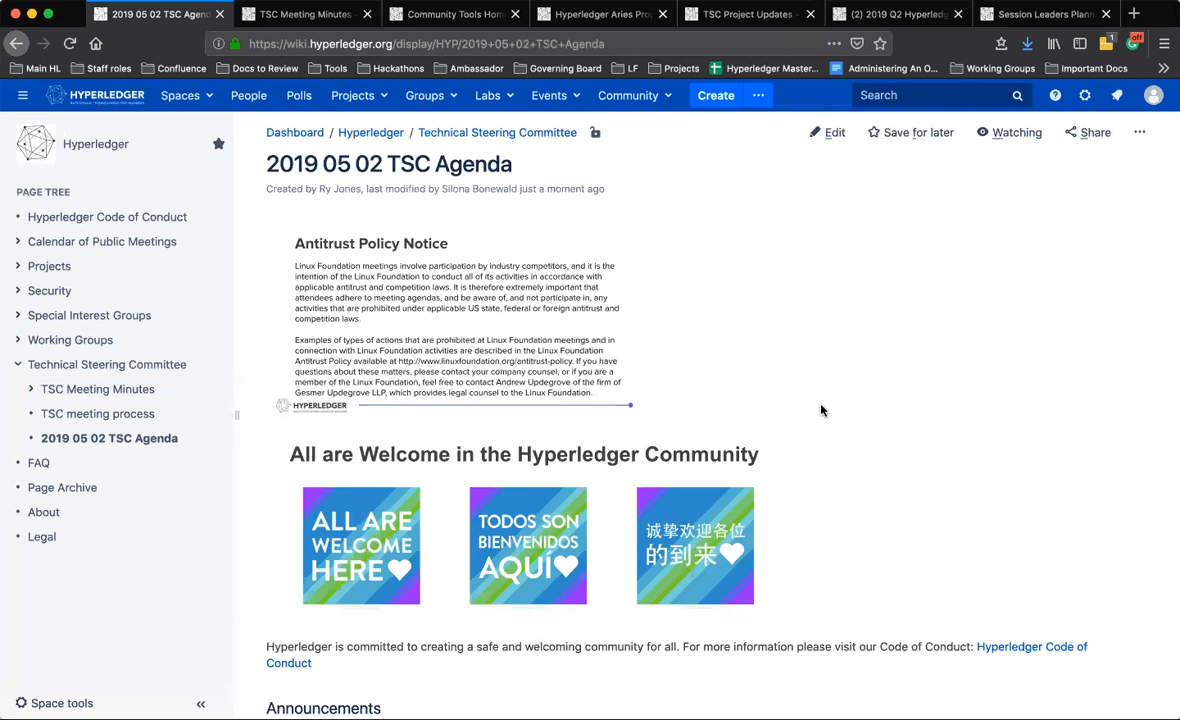 2019 05 02 TSC Agend
TSC Meeting Minutes -
Community Tools Hom
Hyperledger Aries Pro
TSC Project Updates -
(2) 2019 Q2 Hyperled
Session Leaders Plann
https://wiki.hyperledger.org/display/HYP/2019+05+02+TSC+Agenda
1
off
Main HL
Staff roles
Confluence
Docs to Review
Tools
Hackathons
Ambassador
Governing Board
LF
Projects
Hyperledger Master...
Administering An O...
Working Groups
Important Docs
HYPERLEDGER
Spaces
People
Polls
Projects
Groups
Labs
Events
Community
Create
Search
Hyperledger
PAGE TREE
Hyperledger Code of Conduct
Calendar of Public Meetings
Projects
Security
Special Interest Groups
Working Groups
Technical Steering Committee
TSC Meeting Minutes
TSC meeting process
2019 05 02 TSC Agenda
FAQ
Page Archive
About
Legal
Space tools
Dashboard / Hyperledger / Technical Steering Committee
Edit
Save for later
Watching
Share
2019 05 02 TSC Agenda
Created by Ry Jones, last modified by Silona Bonewald just a moment ago
Antitrust Policy Notice
Linux Foundation meetings involve participation by industry competitors, and it is the
intention of the Linux Foundation to conduct all of its activities in accordance with
applicable antitrust and competition laws. It is therefore extremely important that
attendees adhere to meeting agendas, and be aware of, and not participate in, any
activities that are prohibited under applicable US state, federal or foreign antitrust and
competition laws.
Examples of types of actions that are prohibited at Linux Foundation meetings and in
connection with Linux Foundation activities are described in the Linux Foundation
Antitrust Policy available at http://www.linuxfoundation.org/antitrust-policy. If you have
questions about these matters, please contact your company counsel, or if you are a
member of the Linux Foundation, feel free to contact Andrew Updegrove of the firm of
Gesmer Updegrove LLP, which provides legal counsel to the Linux Foundation.
HYPERLEDGER
All are Welcome in the Hyperledger Community
ALL ARE
WELCOME
HERE
TODOS SON
BIENVENIDOS
AQUÍ
诚挚欢迎各位
的到来
Hyperledger is committed to creating a safe and welcoming community for all. For more information please visit our Code of Conduct: Hyperledger Code of
Conduct
Announcements